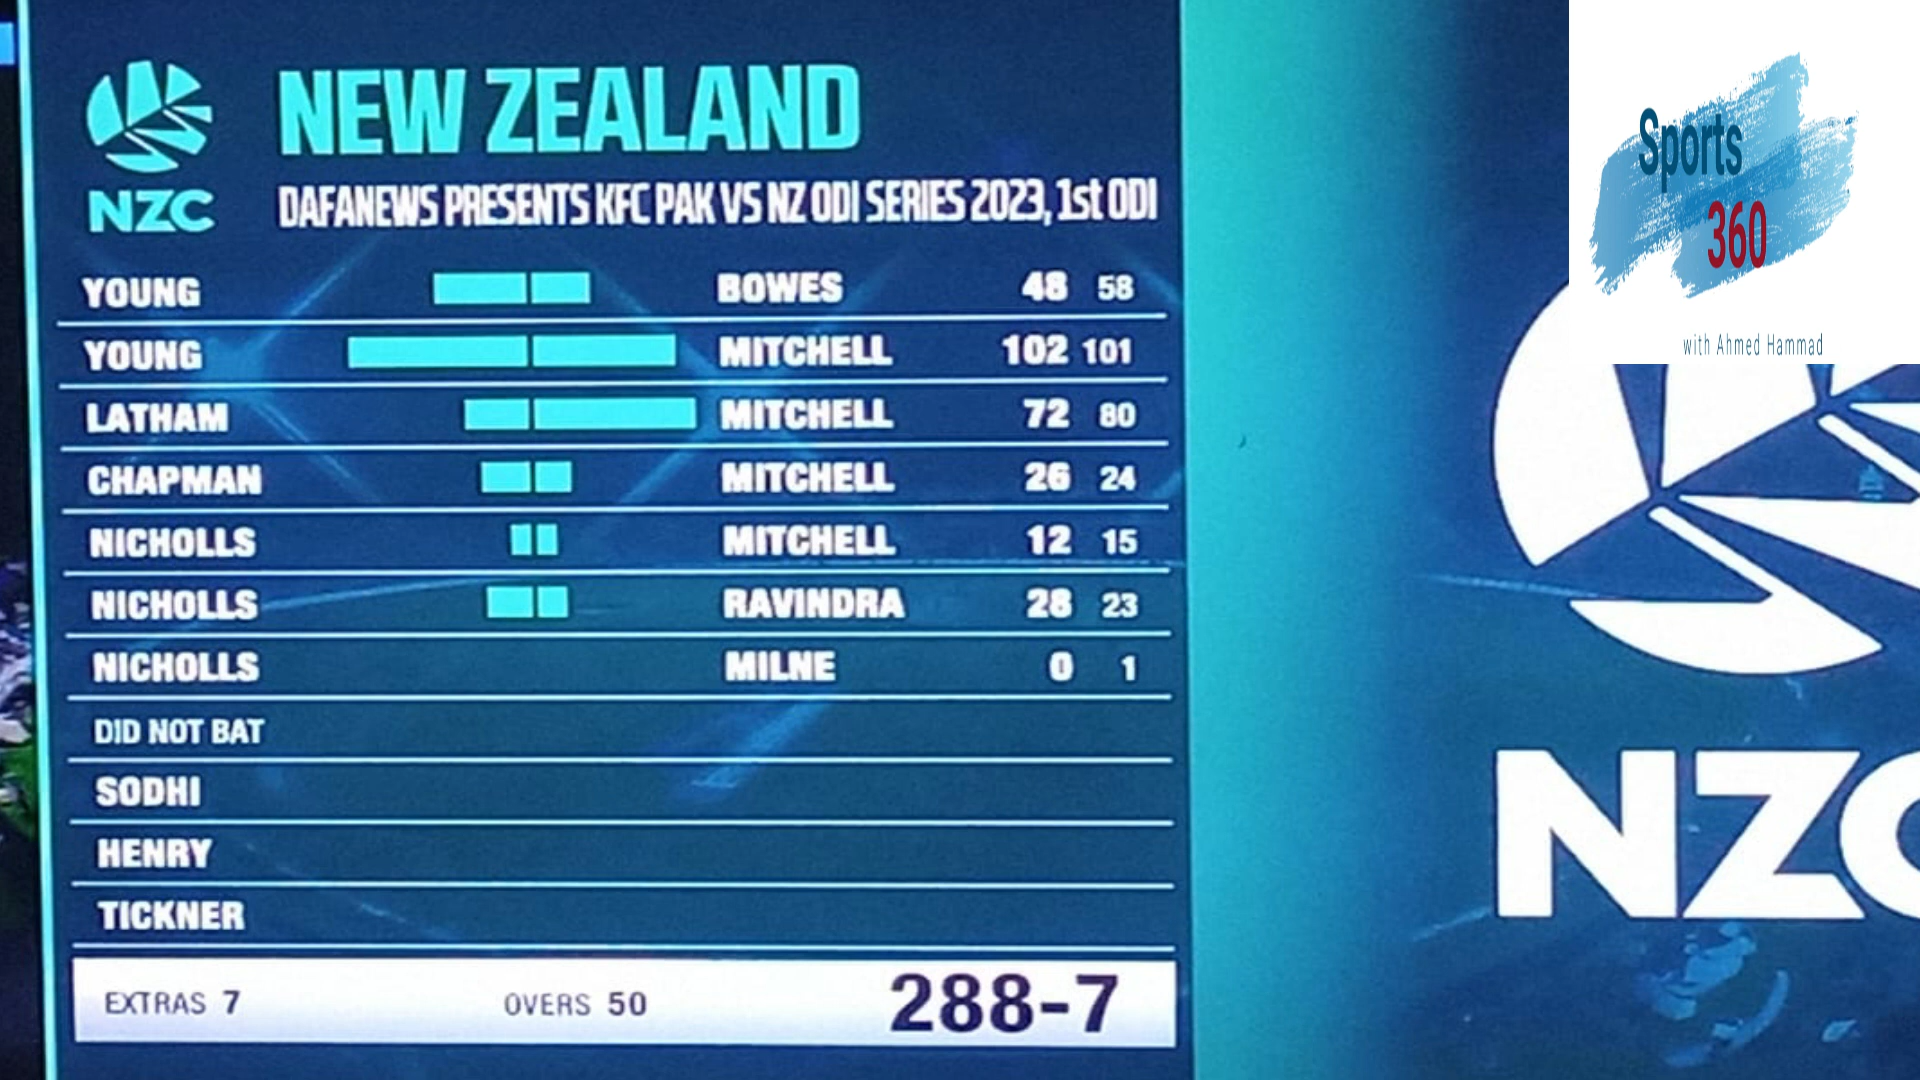 NEW ZEALAND
NZC
DAFANEWS PRESENTS KFC PAK VS NZ ODI SERIES 2023, 1st ODI
YOUNG BOWES 48 58
YOUNG MITCHELL 102 101
LATHAM MITCHELL 72 80
CHAPMAN MITCHELL 26 24
NICHOLLS MITCHELL 12 15
NICHOLLS RAVINDRA 28 23
NICHOLLS MILNE 0 1
DID NOT BAT
SODHI
HENRY
TICKNER
EXTRAS 7 OVERS 50 288-7
Sports
360
with Ahmed Hammad
NZC